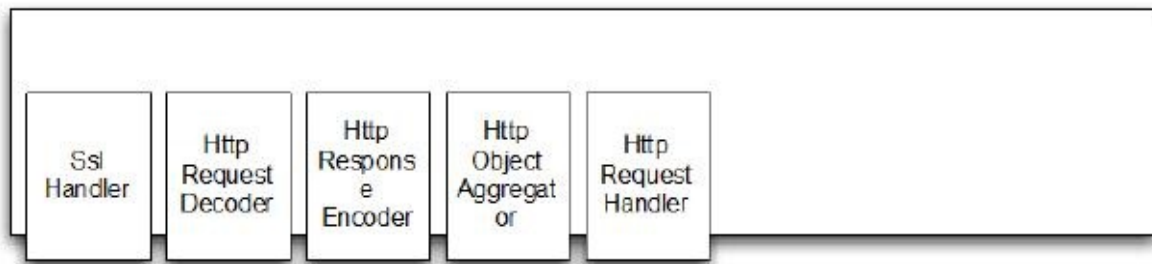 Ssl
Handler
Http
Request
Decoder
Http
Respons
e
Encoder
Http
Object
Aggregat
or
Http
Request
Handler